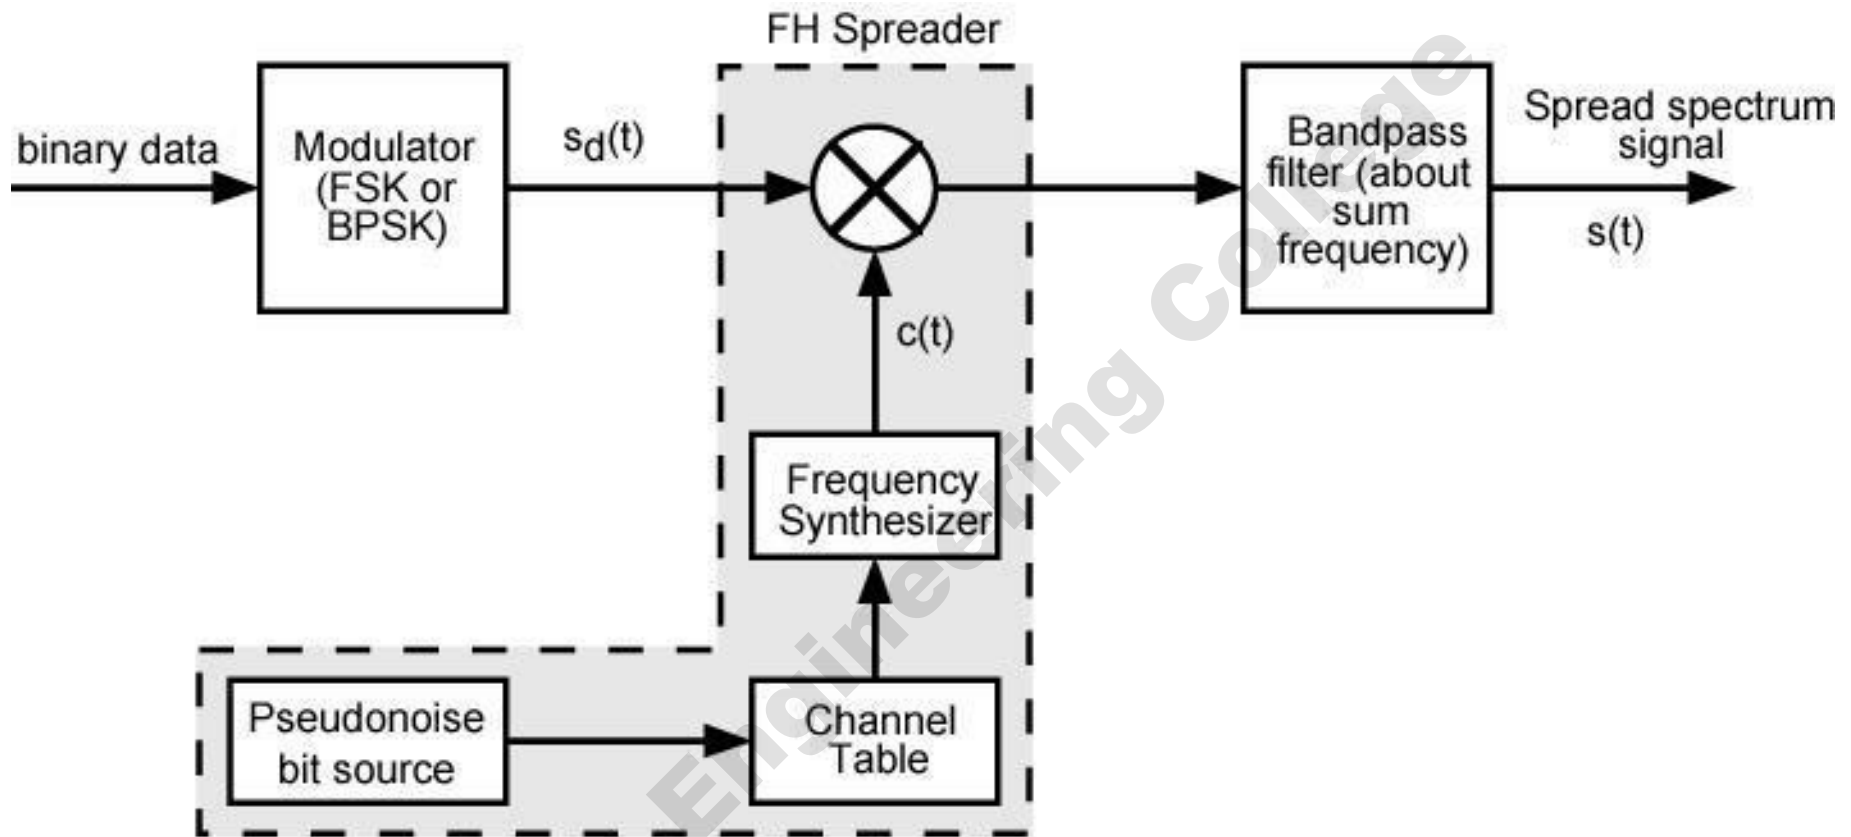 FH Spreader
binary data
Modulator
(FSK or
BPSK)
sd(t)
Bandpass
filter (about
sum
frequency)
Spread spectrum
signal
s(t)
c(t)
Frequency
Synthesizer
Pseudonoise
bit source
Channel
Table
Engineering College